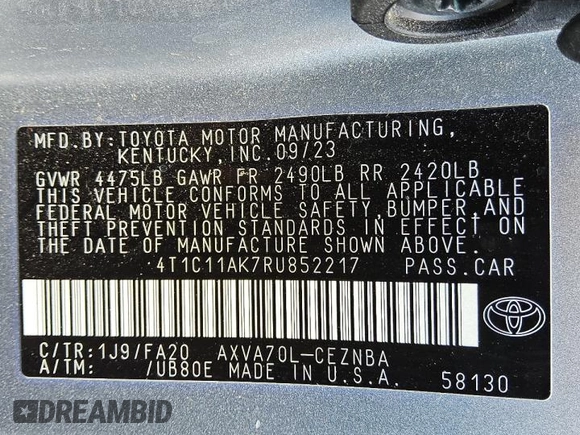 MFD.BY:TOYOTA MOTOR MANUFACTURING,
KENTUCKY,INC.09/23
GVWR 4475LB GAWR FR 2490LB RR 2420LB
THIS VEHICLE CONFORMS TO ALL APPLICABLE
FEDERAL MOTOR VEHICLE SAFETY,BUMPER,AND
THEFT PREVENTION STANDARDS IN EFFECT ON
THE DATE OF MANUFACTURE SHOWN ABOVE.
4T1C11AK7RU852217 PASS.CAR
C/TR:1J9/FA20 AXVA70L-CEZNBA
A/TM: /UB80E MADE IN U.S.A. 58130
DREAMBID